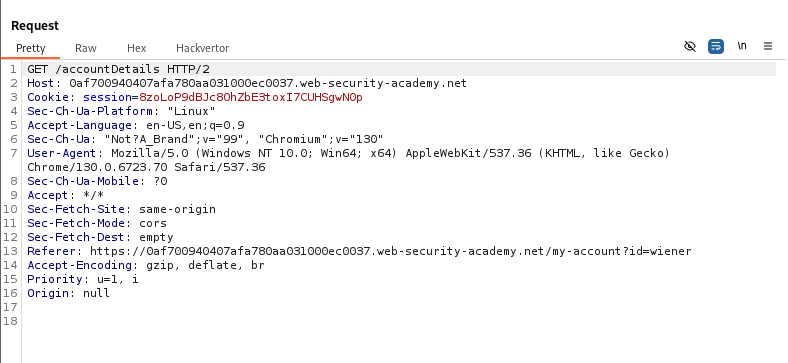 Request
Pretty Raw Hex Hackvertor
\n
1 GET /accountDetails HTTP/2
2 Host: 0af700940407afa780aa031000ec0037.web-security-academy.net
3 Cookie: session=8zoLoP9dBJc8OhZbE3toxI7CUHSgwN0p
4 Sec-Ch-Ua-Platform: "Linux"
5 Accept-Language: en-US,en;q=0.9
6 Sec-Ch-Ua: "Not?A_Brand";v="99", "Chromium";v="130"
7 User-Agent: Mozilla/5.0 (Windows NT 10.0; Win64; x64) AppleWebKit/537.36 (KHTML, like Gecko)
Chrome/130.0.6723.70 Safari/537.36
8 Sec-Ch-Ua-Mobile: ?0
9 Accept: */*
10 Sec-Fetch-Site: same-origin
11 Sec-Fetch-Mode: cors
12 Sec-Fetch-Dest: empty
13 Referer: https://0af700940407afa780aa031000ec0037.web-security-academy.net/my-account?id=wiener
14 Accept-Encoding: gzip, deflate, br
15 Priority: u=1, i
16 Origin: null
17
18